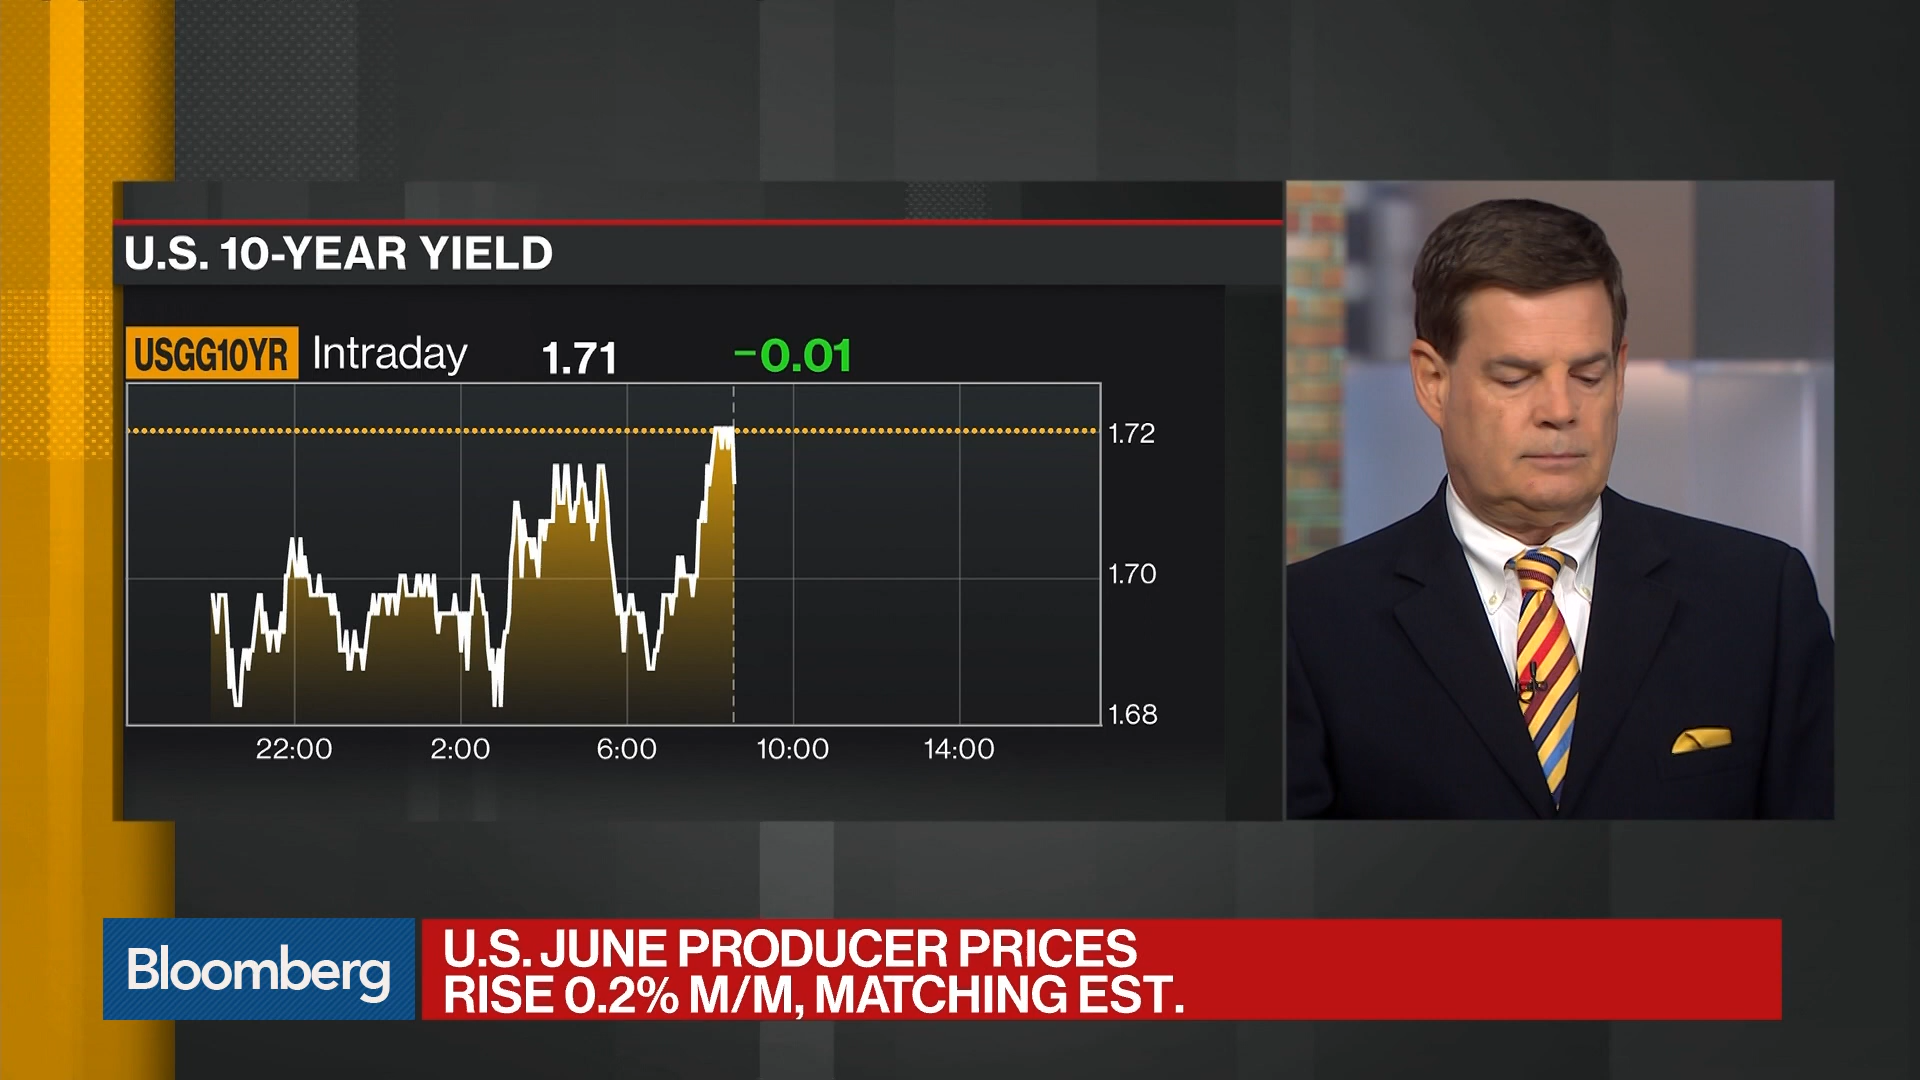 U.S. 10-YEAR YIELD
USGG10YR Intraday 1.71 -0.01
1.72
1.70
1.68
22:00 2:00 6:00 10:00 14:00
Bloomberg
U.S. JUNE PRODUCER PRICES
RISE 0.2% M/M, MATCHING EST.